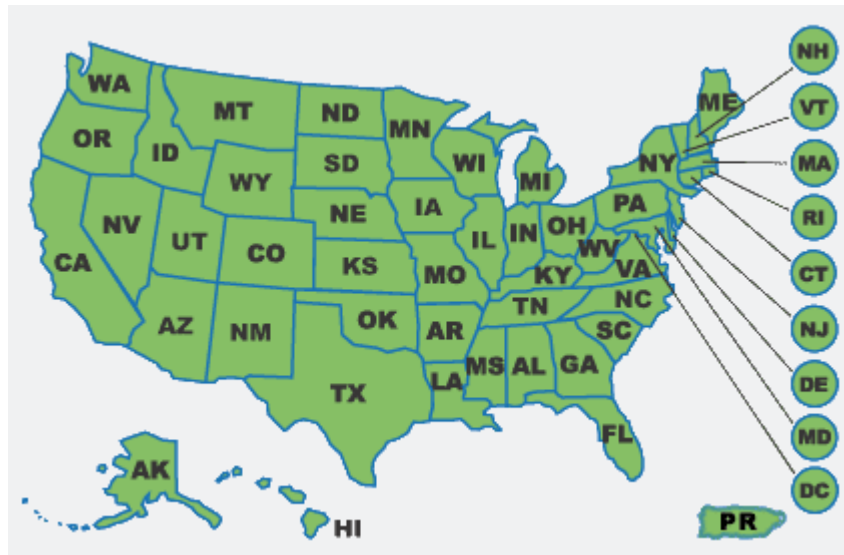 NH
WA
ME
MT
ND
VT
MN
OR
ID
SD
WI
NY
MA
MI
WY
PA
NE
IA
RI
NV
OH
IL
IN
UT
CO
WV
CA
KS
MO
VA
CT
KY
NC
TN
OK
AZ
NM
AR
SC
NJ
MS
AL
GA
LA
TX
DE
FL
MD
AK
DC
PR
HI